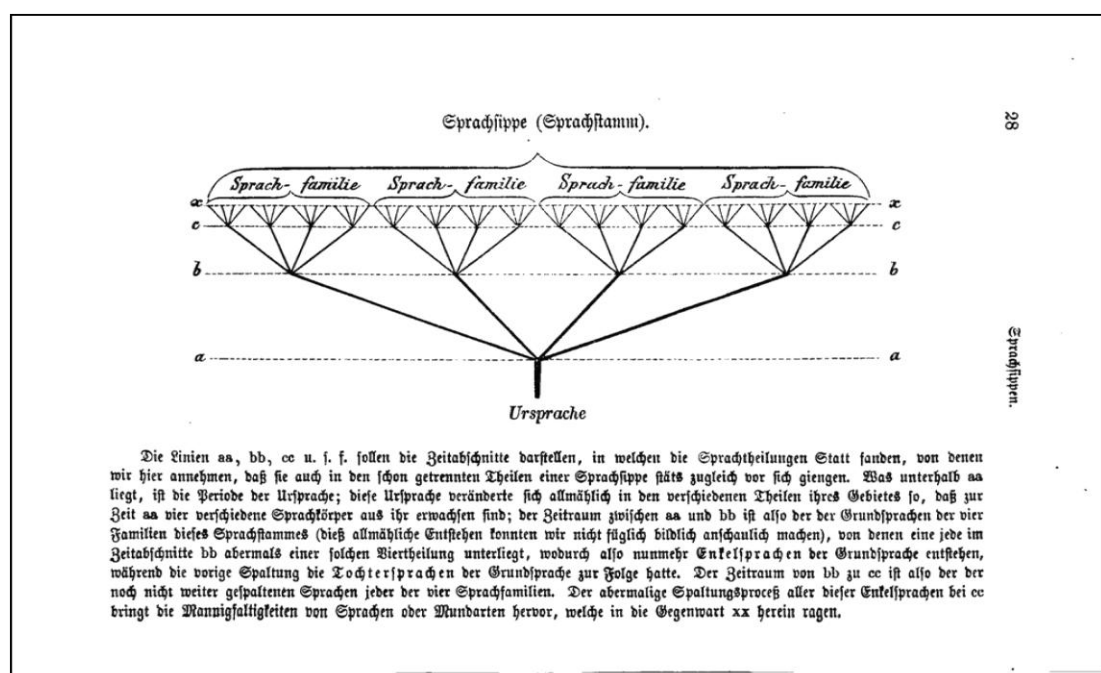 28
Sprachsippen.
Sprachsippe (Sprachstamm).
Sprach-familie Sprach-familie Sprach-familie Sprach-familie
x x
c c
b b
a a
Ursprache
Die Linien aa, bb, cc u. s. f. sollen die Zeitabschnitte darstellen, in welchen die Sprachtheilungen Statt fanden, von denen
wir hier annehmen, daß sie auch in den schon getrennten Theilen einer Sprachsippe stäts zugleich vor sich giengen. Was unterhalb aa
liegt, ist die Periode der Ursprache; diese Ursprache veränderte sich allmählich in den verschiedenen Theilen ihres Gebietes so, daß zur
Zeit aa vier verschiedene Sprachkörper aus ihr erwachsen sind; der Zeitraum zwischen aa und bb ist also der der Grundsprachen der vier
Familien dieses Sprachstammes (dieß allmähliche Entstehen konnten wir nicht füglich bildlich anschaulich machen), von denen eine jede im
Zeitabschnitte bb abermals einer solchen Viertheilung unterliegt, wodurch also nunmehr Enkelsprachen der Grundsprache entstehen,
während die vorige Spaltung die Tochtersprachen der Grundsprache zur Folge hatte. Der Zeitraum von bb zu cc ist also der der
noch nicht weiter gespaltenen Sprachen jeder der vier Sprachfamilien. Der abermalige Spaltungsproceß aller dieser Enkelsprachen bei cc
bringt die Mannigfaltigkeiten von Sprachen oder Mundarten hervor, welche in die Gegenwart xx herein ragen.